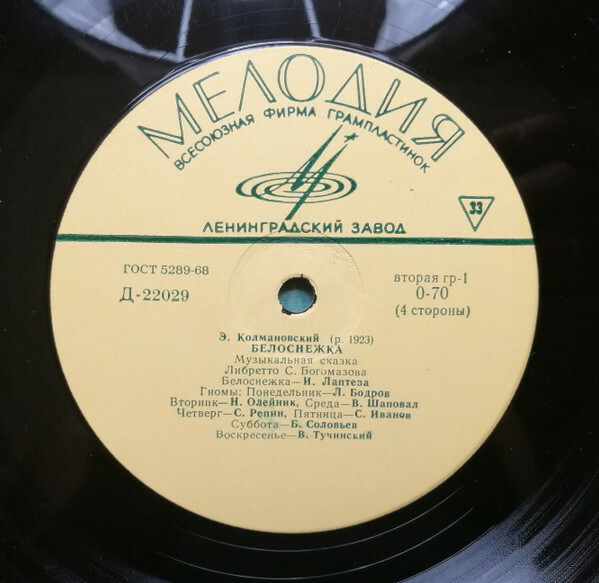 МЕЛОДИЯ
ВСЕСОЮЗНАЯ ФИРМА ГРАМПЛАСТИНОК
33
ЛЕНИНГРАДСКИЙ ЗАВОД
ГОСТ 5289-68
Д-22029
вторая гр-I
0-70
(4 стороны)
Э. Колмановский (р. 1923)
БЕЛОСНЕЖКА
Музыкальная сказка
Либретто С. Богомазова
Белоснежка—И. Лаптева
Гномы: Понедельник—Л. Бодров
Вторник—Н. Олейник, Среда—В. Шаповал
Четверг—С. Репин, Пятница—С. Иванов
Суббота—Б. Соловьев
Воскресенье—В. Тучинский